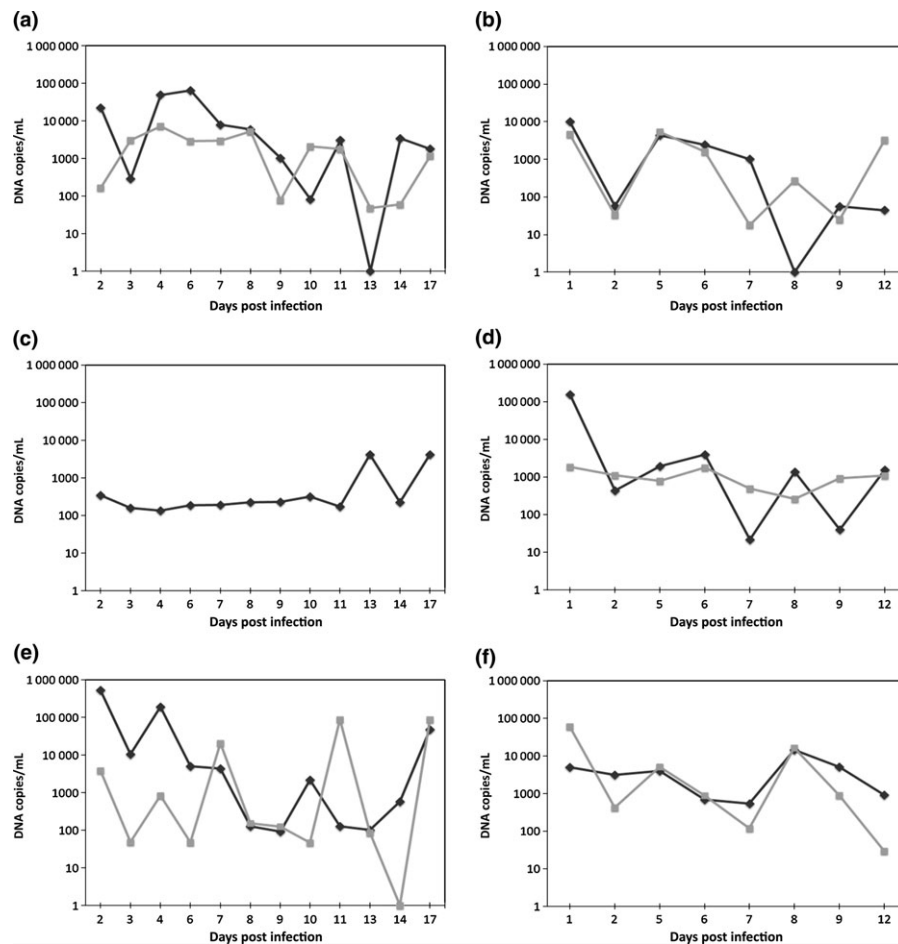 (a)
1 000 000
100 000
10 000
1000
100
10
1
DNA copies/mL
2 3 4 6 7 8 9 10 11 13 14 17
Days post infection
(b)
1 000 000
100 000
10 000
1000
100
10
1
DNA copies/mL
1 2 5 6 7 8 9 12
Days post infection
(c)
1 000 000
100 000
10 000
1000
100
10
1
DNA copies/mL
2 3 4 6 7 8 9 10 11 13 14 17
Days post infection
(d)
1 000 000
100 000
10 000
1000
100
10
1
DNA copies/mL
1 2 5 6 7 8 9 12
Days post infection
(e)
1 000 000
100 000
10 000
1000
100
10
1
DNA copies/mL
2 3 4 6 7 8 9 10 11 13 14 17
Days post infection
(f)
1 000 000
100 000
10 000
1000
100
10
1
DNA copies/mL
1 2 5 6 7 8 9 12
Days post infection